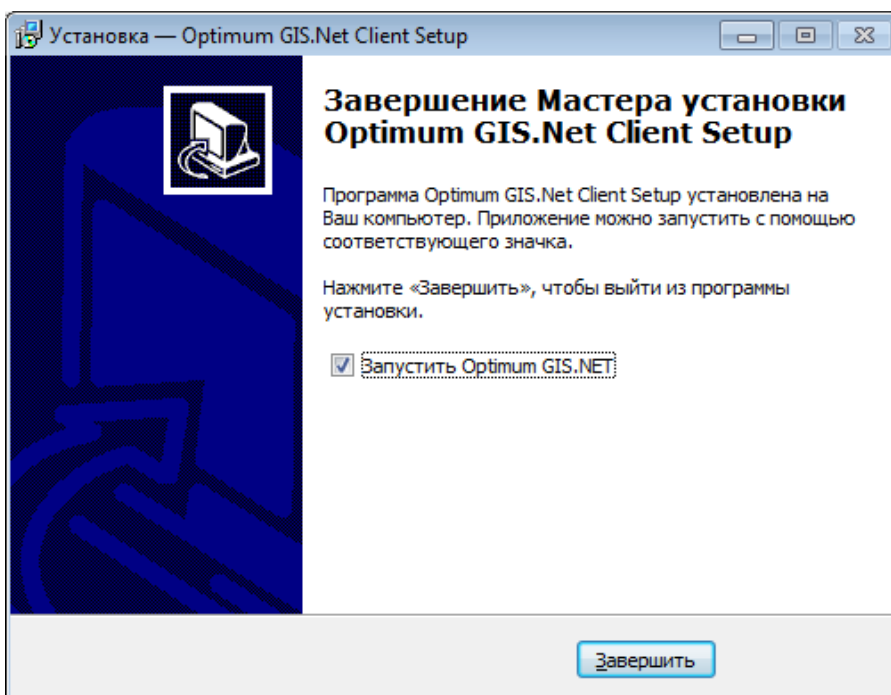 Установка — Optimum GIS.Net Client Setup
Завершение Мастера установки
Optimum GIS.Net Client Setup
Программа Optimum GIS.Net Client Setup установлена на
Ваш компьютер. Приложение можно запустить с помощью
соответствующего значка.
Нажмите «Завершить», чтобы выйти из программы
установки.
Запустить Optimum GIS.NET
Завершить